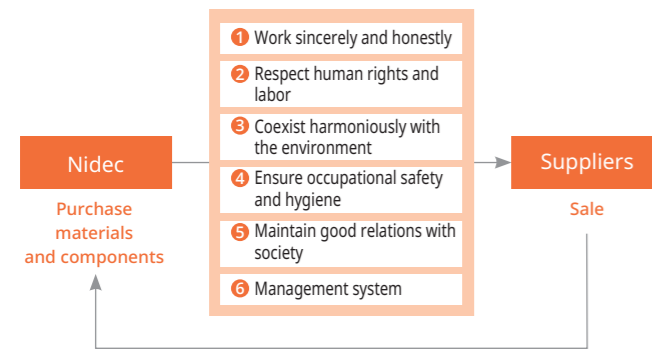 Nidec
Purchase
materials
and components
1 Work sincerely and honestly
2 Respect human rights and
labor
3 Coexist harmoniously with
the environment
4 Ensure occupational safety
and hygiene
5 Maintain good relations with
society
6 Management system
Suppliers
Sale